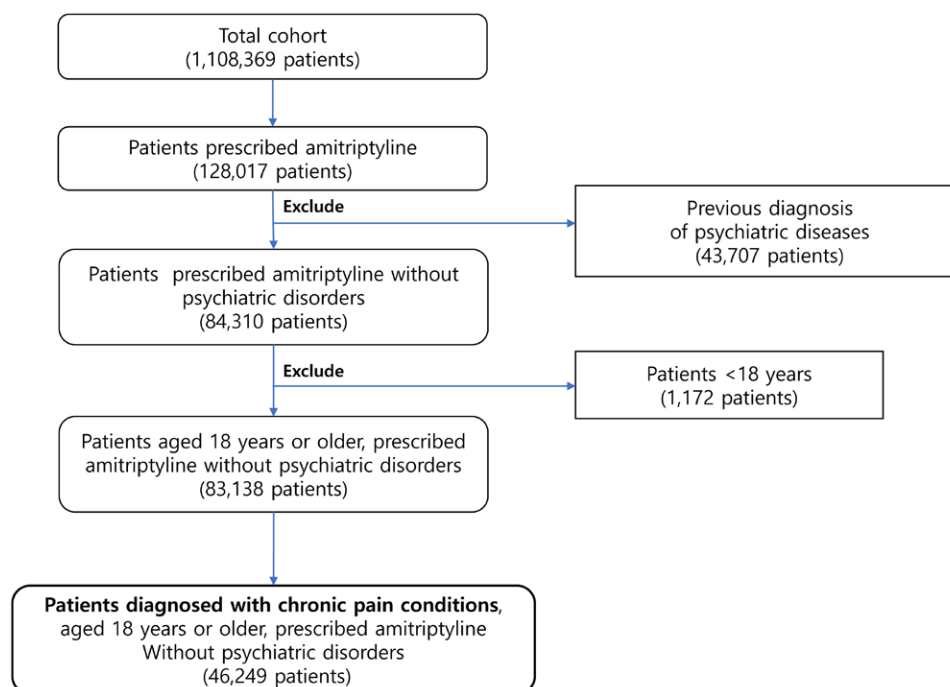 Total cohort
(1,108,369 patients)
Patients prescribed amitriptyline
(128,017 patients)
Exclude
Previous diagnosis
of psychiatric diseases
(43,707 patients)
Patients prescribed amitriptyline without
psychiatric disorders
(84,310 patients)
Exclude
Patients <18 years
(1,172 patients)
Patients aged 18 years or older, prescribed
amitriptyline without psychiatric disorders
(83,138 patients)
Patients diagnosed with chronic pain conditions,
aged 18 years or older, prescribed amitriptyline
Without psychiatric disorders
(46,249 patients)